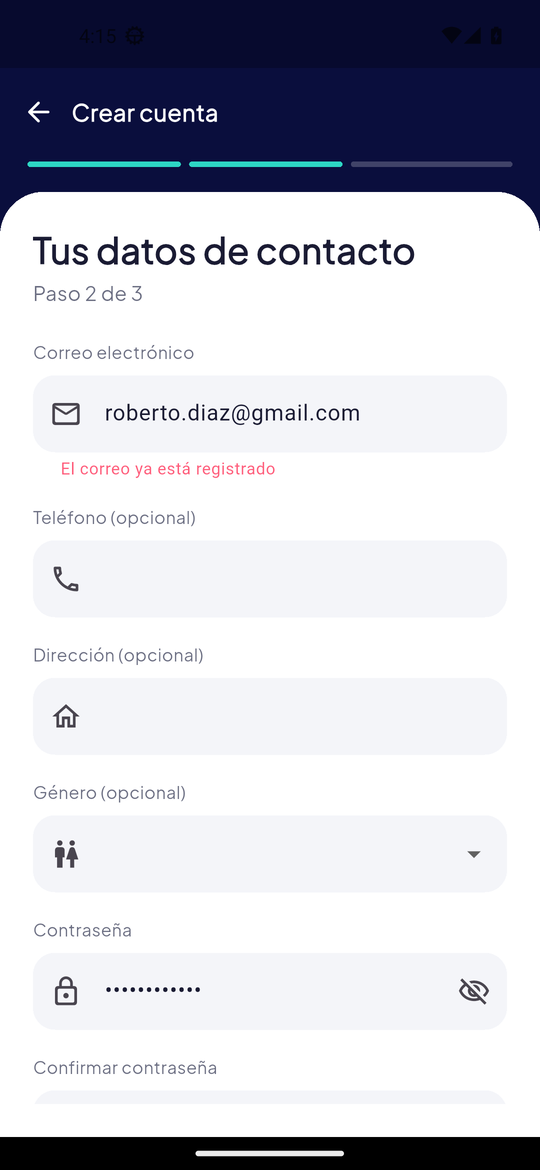 4:15
Crear cuenta
Tus datos de contacto
Paso 2 de 3
Correo electrónico
roberto.diaz@gmail.com
El correo ya está registrado
Teléfono (opcional)
Dirección (opcional)
Género (opcional)
Contraseña
••••••••••••
Confirmar contraseña